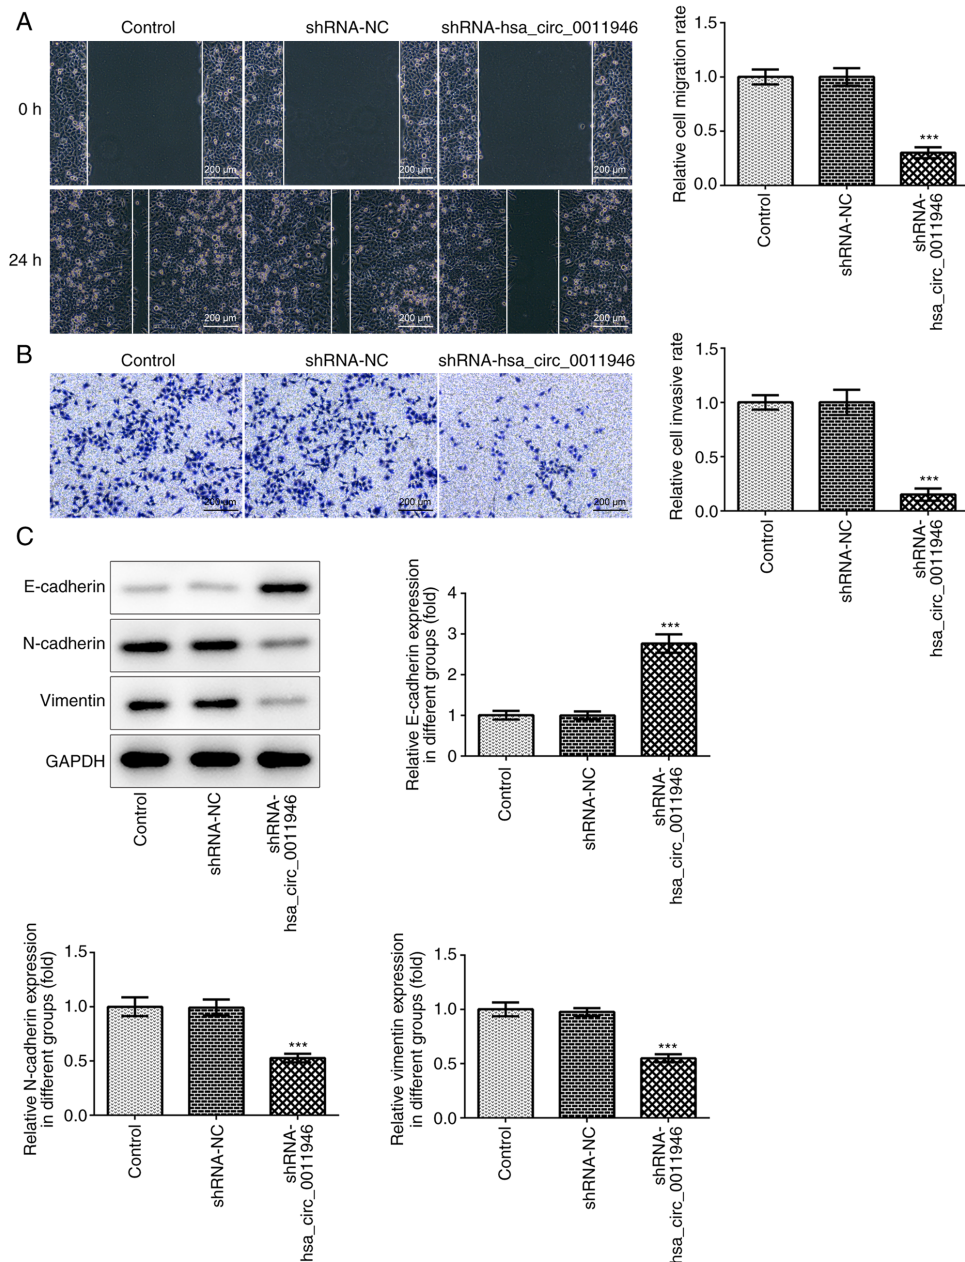 A
Control
shRNA-NC
shRNA-hsa_circ_0011946
0 h
200 μm
200 μm
200 μm
24 h
200 μm
200 μm
200 μm
Relative cell migration rate
1.5
1.0
0.5
0.0
***
Control
shRNA-NC
shRNA-
hsa_circ_0011946
B
Control
shRNA-NC
shRNA-hsa_circ_0011946
200 μm
200 μm
200 μm
Relative cell invasive rate
1.5
1.0
0.5
0.0
***
Control
shRNA-NC
shRNA-
hsa_circ_0011946
C
E-cadherin
N-cadherin
Vimentin
GAPDH
Control
shRNA-NC
shRNA-
hsa_circ_0011946
Relative E-cadherin expression
in different groups (fold)
4
3
2
1
0
***
Control
shRNA-NC
shRNA-
hsa_circ_0011946
Relative N-cadherin expression
in different groups (fold)
1.5
1.0
0.5
0.0
***
Control
shRNA-NC
shRNA-
hsa_circ_0011946
Relative vimentin expression
in different groups (fold)
1.5
1.0
0.5
0.0
***
Control
shRNA-NC
shRNA-
hsa_circ_0011946